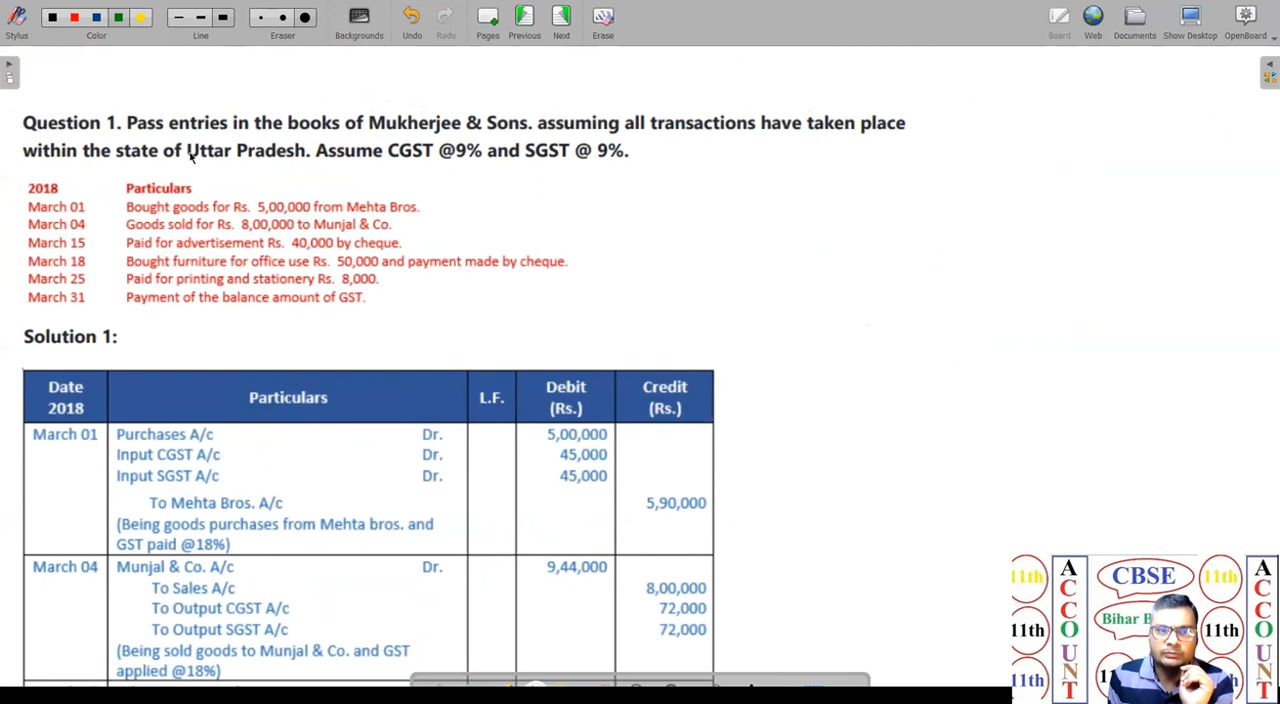 Stylus Color Line Eraser Backgrounds Undo Redo Pages Previous Next Erase Board Web Documents Show Desktop OpenBoard
Question 1. Pass entries in the books of Mukherjee & Sons. assuming all transactions have taken place
within the state of Uttar Pradesh. Assume CGST @9% and SGST @ 9%.
2018 Particulars
March 01 Bought goods for Rs. 5,00,000 from Mehta Bros.
March 04 Goods sold for Rs. 8,00,000 to Munjal & Co.
March 15 Paid for advertisement Rs. 40,000 by cheque.
March 18 Bought furniture for office use Rs. 50,000 and payment made by cheque.
March 25 Paid for printing and stationery Rs. 8,000.
March 31 Payment of the balance amount of GST.
Solution 1:
Date Particulars L.F. Debit Credit
2018 (Rs.) (Rs.)
March 01 Purchases A/c Dr. 5,00,000
Input CGST A/c Dr. 45,000
Input SGST A/c Dr. 45,000
To Mehta Bros. A/c 5,90,000
(Being goods purchases from Mehta bros. and
GST paid @18%)
March 04 Munjal & Co. A/c Dr. 9,44,000
To Sales A/c 8,00,000
To Output CGST A/c 72,000
To Output SGST A/c 72,000
(Being sold goods to Munjal & Co. and GST
applied @18%)
11th ACCOUNT CBSE 11th ACCOUNT
11th Bihar B 11th
11th